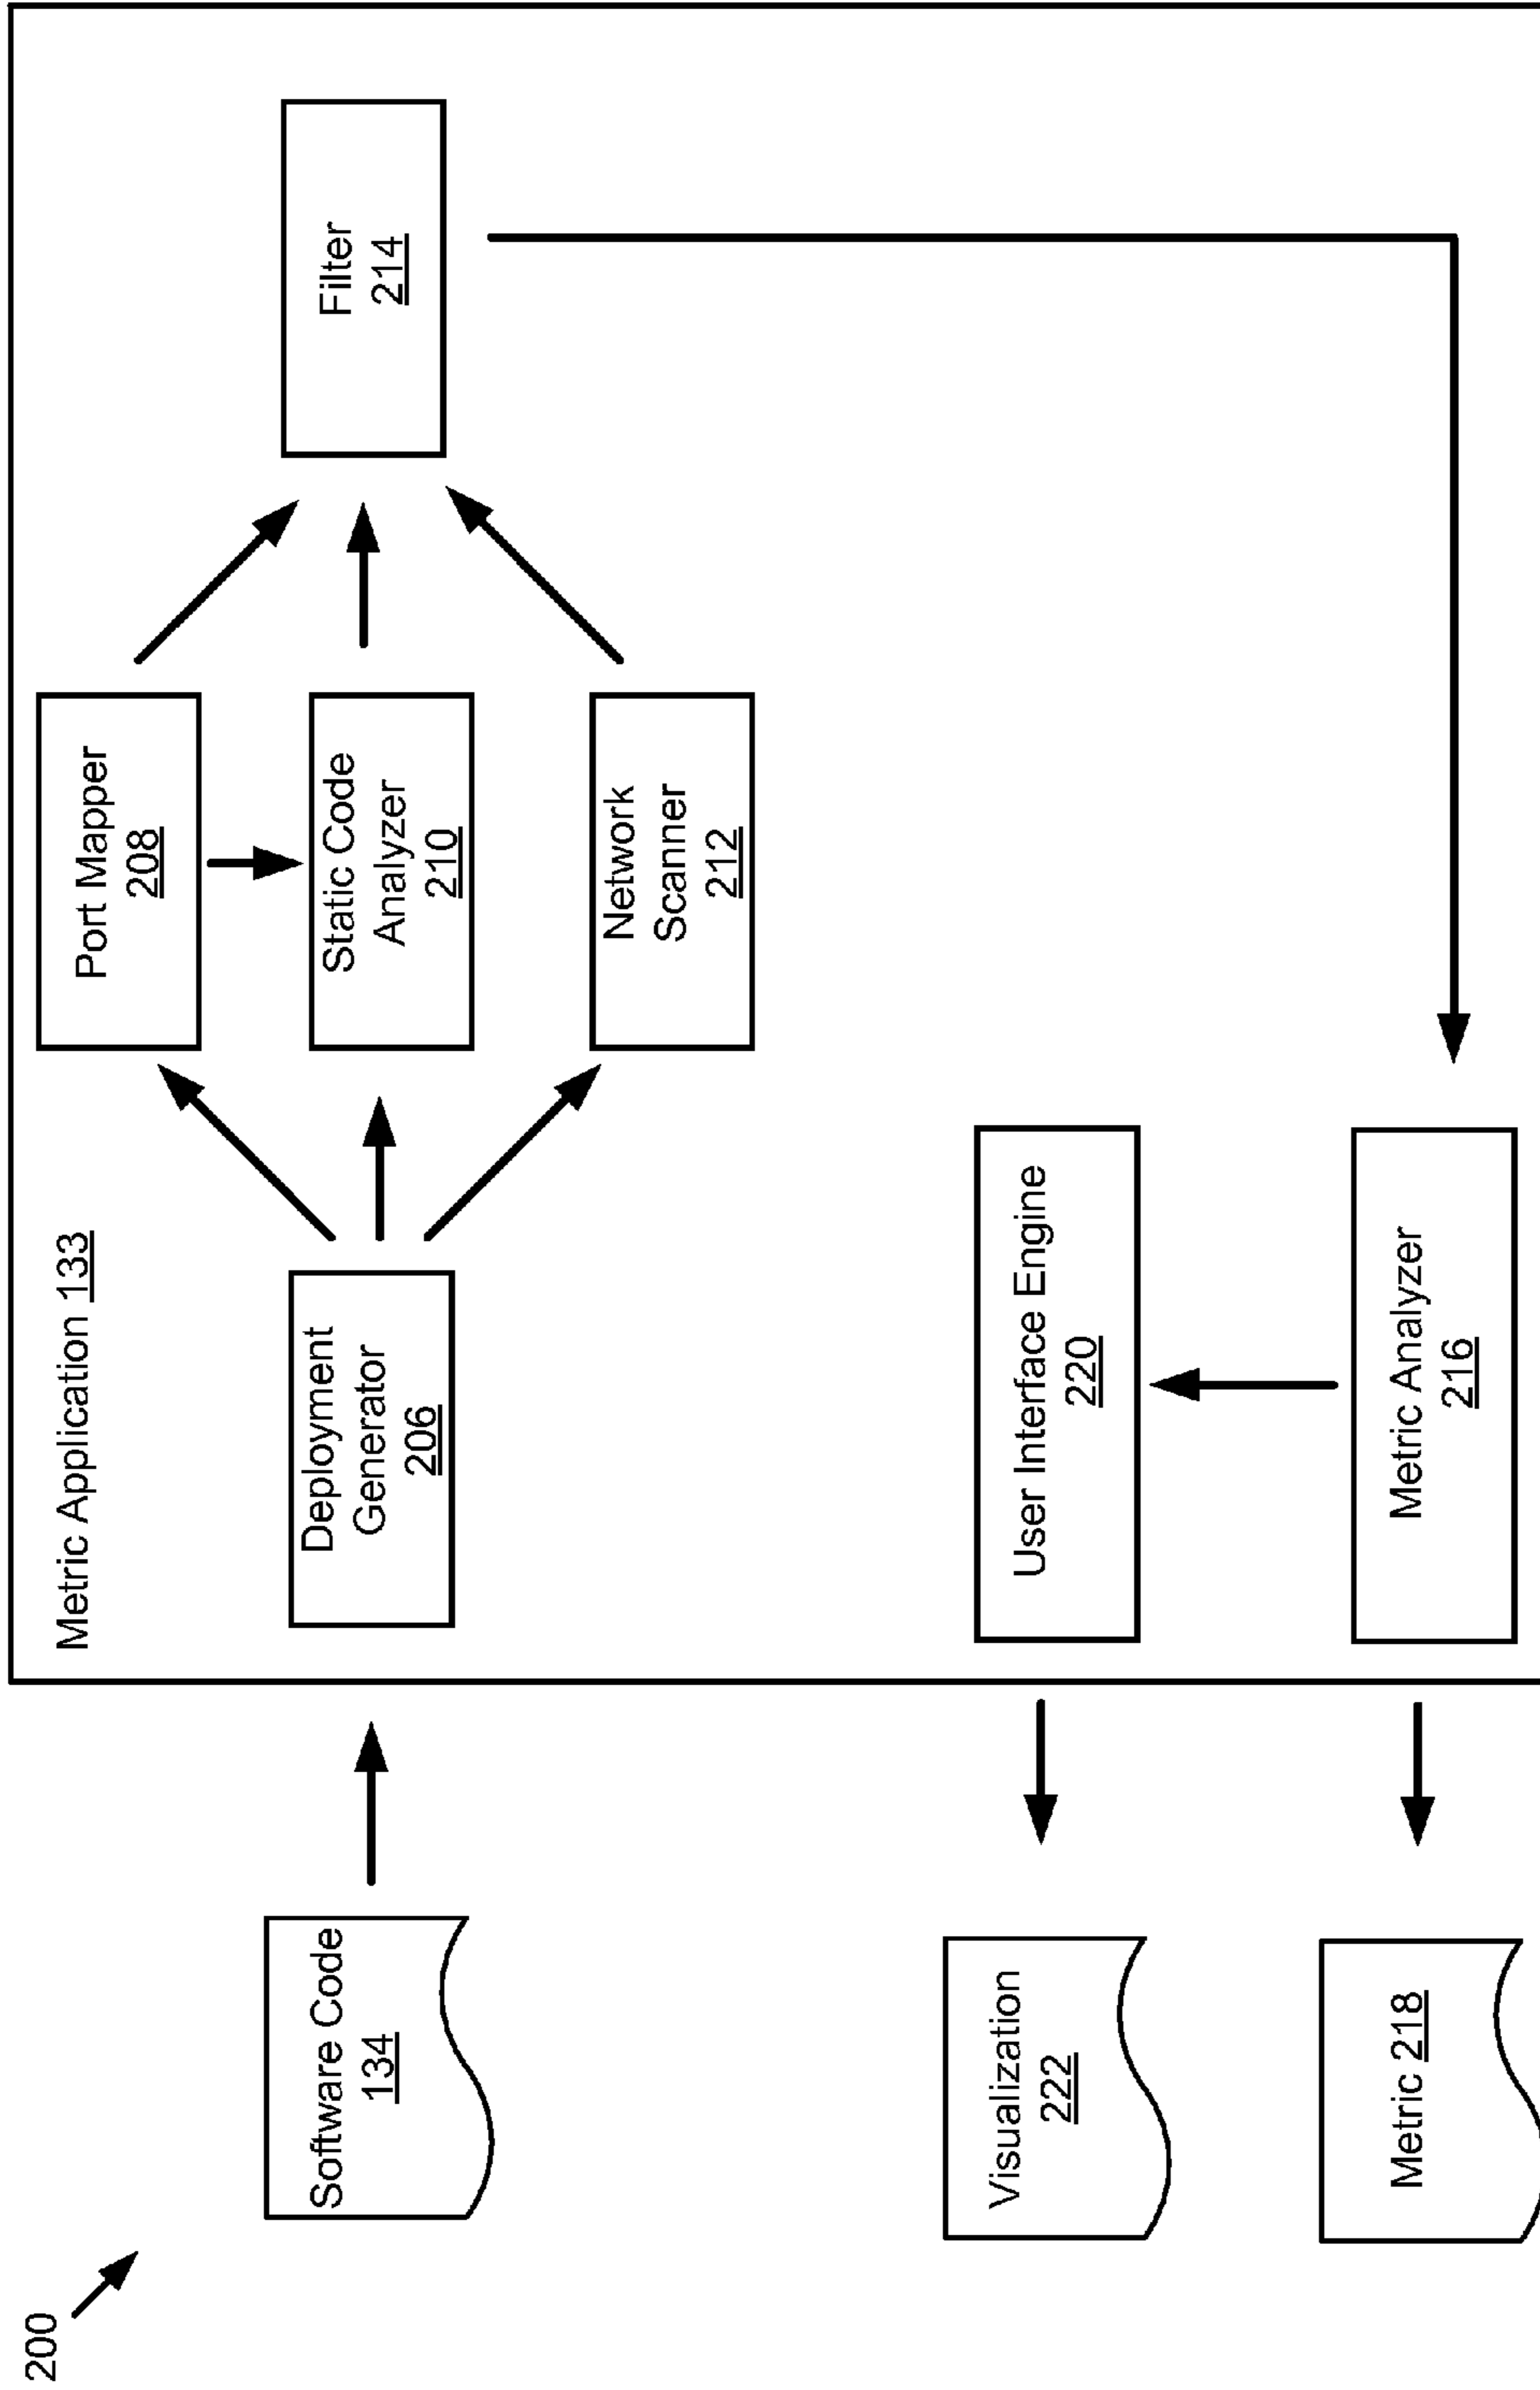 200
Metric Application 133
Software Code
134
Deployment
Generator
206
Port Mapper
208
Static Code
Analyzer
210
Network
Scanner
212
Filter
214
Visualization
222
User Interface Engine
220
Metric 218
Metric Analyzer
216